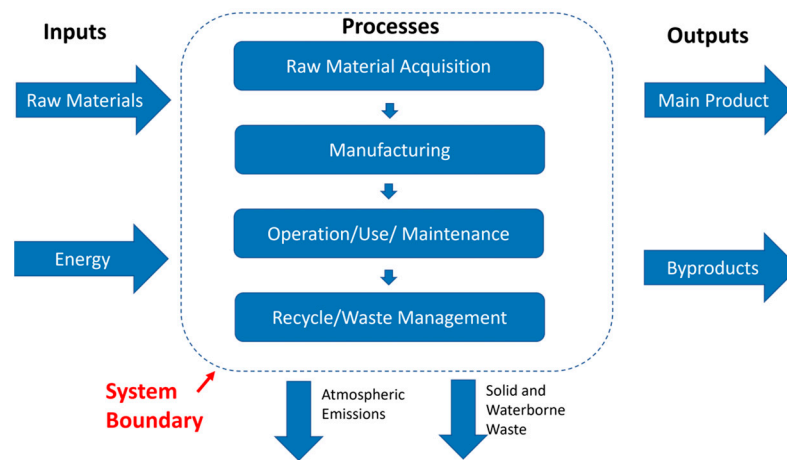 Inputs
Processes
Outputs
Raw Materials
Raw Material Acquisition
Main Product
Manufacturing
Energy
Operation/Use/ Maintenance
Byproducts
Recycle/Waste Management
System
Boundary
Atmospheric
Emissions
Solid and
Waterborne
Waste